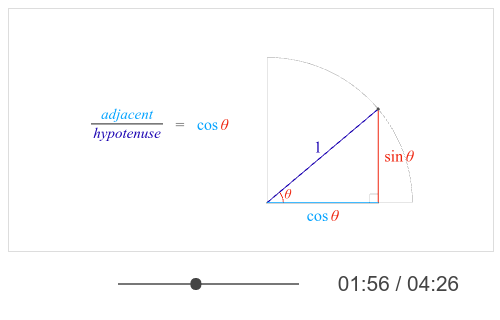 adjacent
hypotenuse
= cos θ
1
sin θ
θ
cos θ
01:56 / 04:26